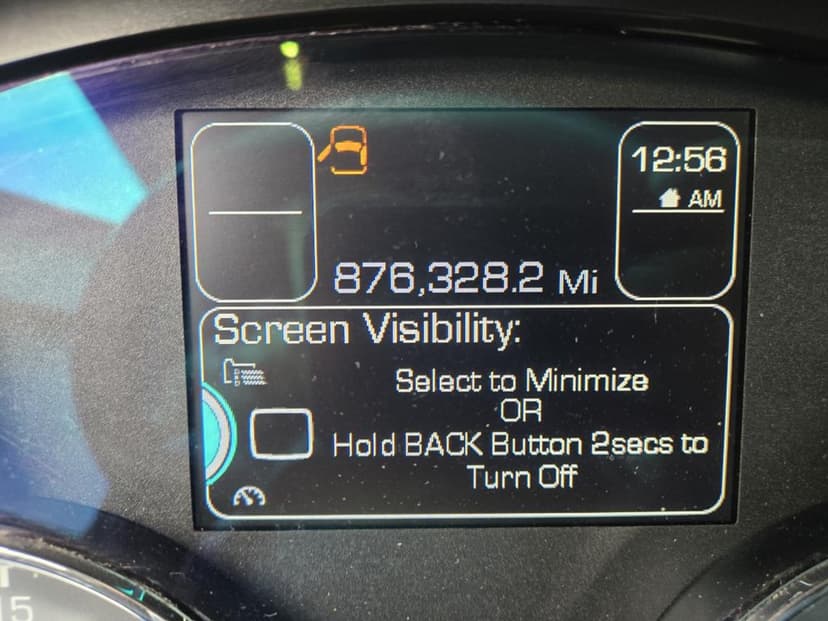 12:56
AM
876,328.2 Mi
Screen Visibility:
Select to Minimize
OR
Hold BACK Button 2secs to
Turn Off
15